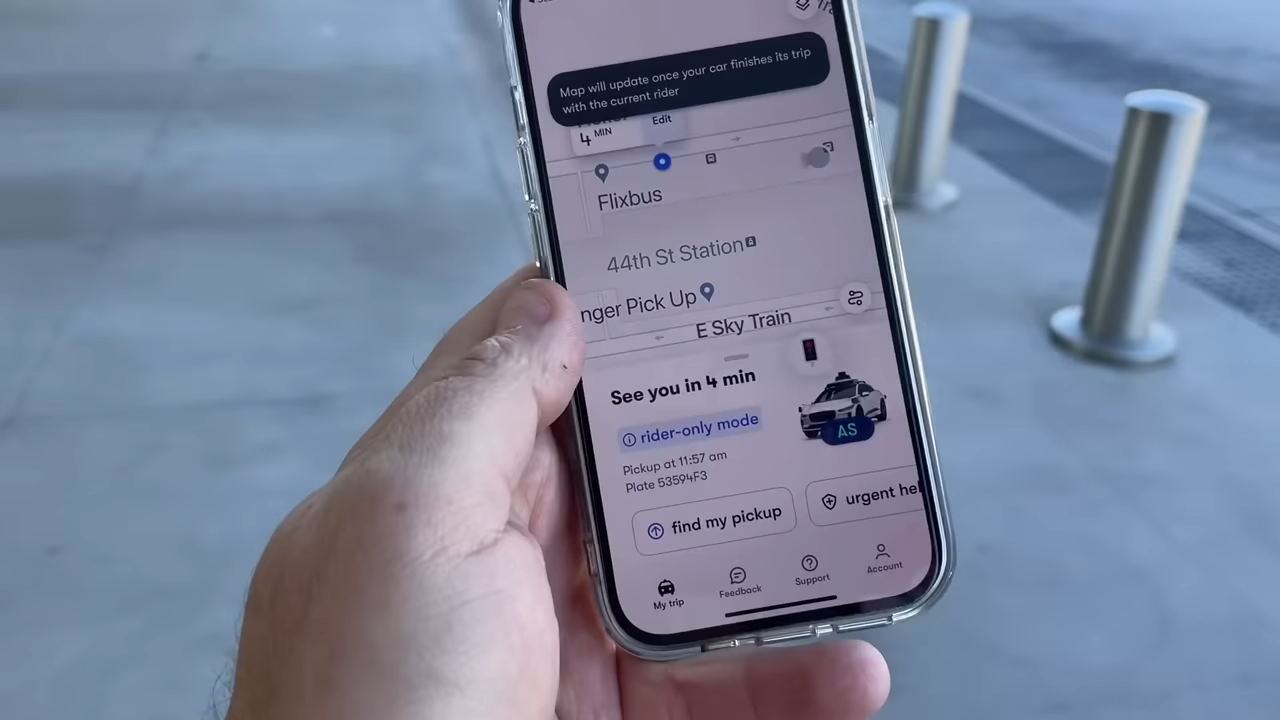 Map will update once your car finishes its trip
with the current rider
4 MIN
Edit
Flixbus
44th St Station
nger Pick Up
E Sky Train
See you in 4 min
rider-only mode
AS
Pickup at 11:57 am
Plate 53594F3
find my pickup
urgent hel
My trip
Feedback
Support
Account